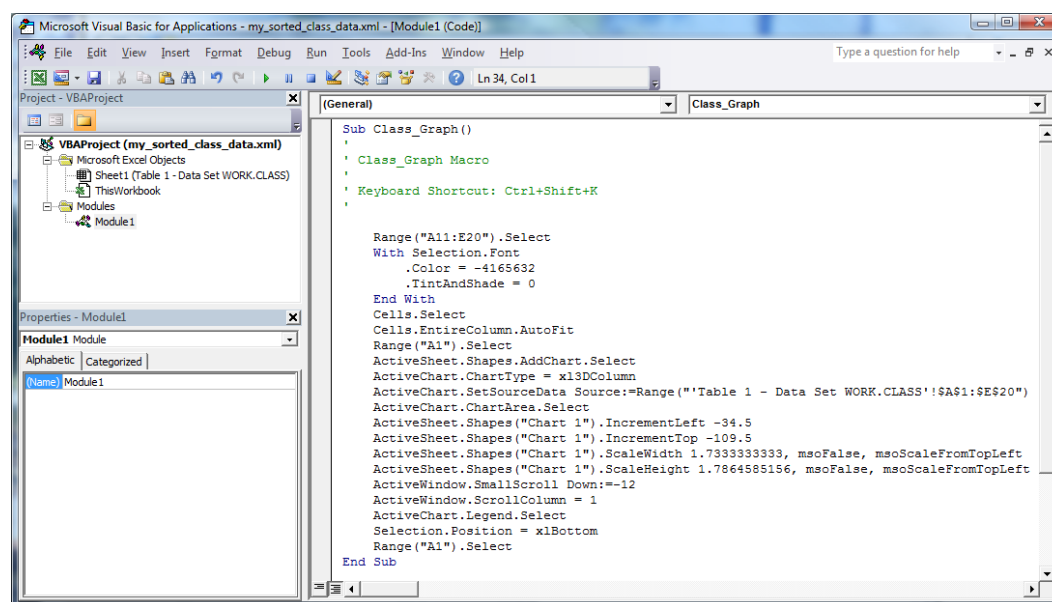 Microsoft Visual Basic for Applications - my_sorted_class_data.xml - [Module1 (Code)]
File Edit View Insert Format Debug Run Tools Add-Ins Window Help
Type a question for help
Ln 34, Col 1
Project - VBAProject
VBAProject (my_sorted_class_data.xml)
Microsoft Excel Objects
Sheet1 (Table 1 - Data Set WORK.CLASS)
ThisWorkbook
Modules
Module1
Properties - Module1
Module1 Module
Alphabetic Categorized
(Name) Module1
(General)
Class_Graph
Sub Class_Graph()
'
' Class_Graph Macro
'
' Keyboard Shortcut: Ctrl+Shift+K
'
Range("A11:E20").Select
With Selection.Font
.Color = -4165632
.TintAndShade = 0
End With
Cells.Select
Cells.EntireColumn.AutoFit
Range("A1").Select
ActiveSheet.Shapes.AddChart.Select
ActiveChart.ChartType = xl3DColumn
ActiveChart.SetSourceData Source:=Range("'Table 1 - Data Set WORK.CLASS'!$A$1:$E$20")
ActiveChart.ChartArea.Select
ActiveSheet.Shapes("Chart 1").IncrementLeft -34.5
ActiveSheet.Shapes("Chart 1").IncrementTop -109.5
ActiveSheet.Shapes("Chart 1").ScaleWidth 1.7333333333, msoFalse, msoScaleFromTopLeft
ActiveSheet.Shapes("Chart 1").ScaleHeight 1.7864585156, msoFalse, msoScaleFromTopLeft
ActiveWindow.SmallScroll Down:=-12
ActiveWindow.ScrollColumn = 1
ActiveChart.Legend.Select
Selection.Position = xlBottom
Range("A1").Select
End Sub